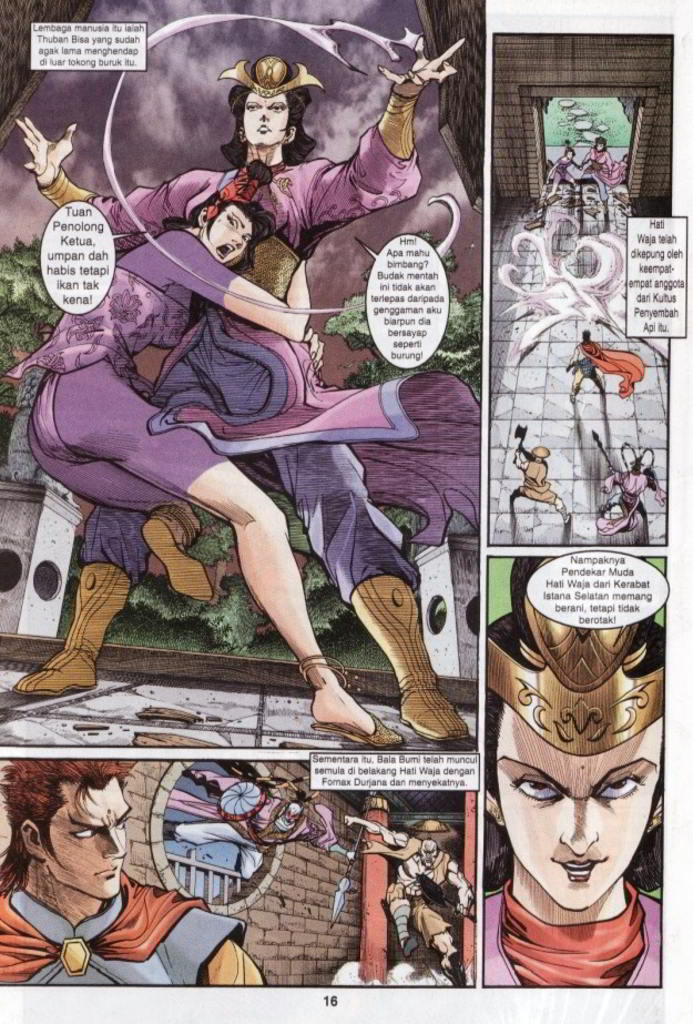 Lembaga manusia itu ialah
Thuban Bisa yang sudah
agak lama menghendap
di luar tokong buruk itu.
Tuan
Penolong
Ketua,
umpan dah
habis tetapi
ikan tak
kena!
Hm!
Apa mahu
bimbang?
Budak mentah
ini tidak akan
terlepas daripada
genggaman aku
biarpun dia
bersayap
seperti
burung!
Hati
Waja telah
dikepung oleh
keempat-
empat anggota
dari Kultus
Penyembah
Api itu.
Nampaknya
Pendekar Muda
Hati Waja dari Kerabat
Istana Selatan memang
berani, tetapi tidak
berotak!
Sementara itu, Bala Bumi telah muncul
semula di belakang Hati Waja dengan
Fornax Durjana dan menyekatnya.
16